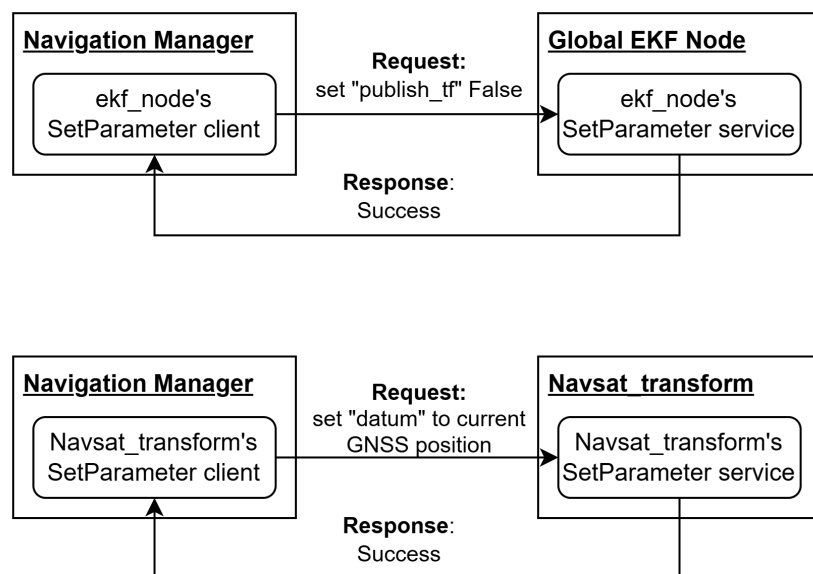 Navigation Manager
ekf_node's
SetParameter client
Request:
set "publish_tf" False
Global EKF Node
ekf_node's
SetParameter service
Response:
Success
Navigation Manager
Navsat_transform's
SetParameter client
Request:
set "datum" to current
GNSS position
Navsat_transform
Navsat_transform's
SetParameter service
Response:
Success